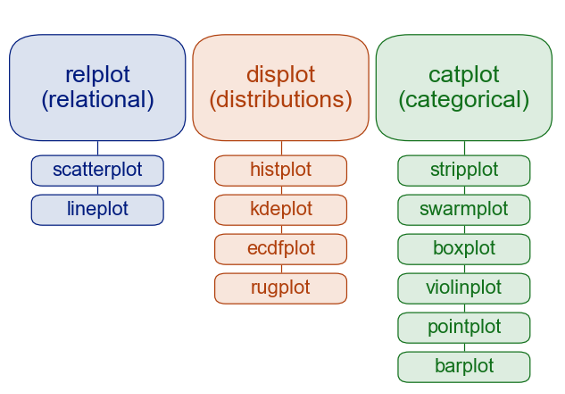 relplot
(relational)
scatterplot
lineplot
displot
(distributions)
histplot
kdeplot
ecdfplot
rugplot
catplot
(categorical)
stripplot
swarmplot
boxplot
violinplot
pointplot
barplot